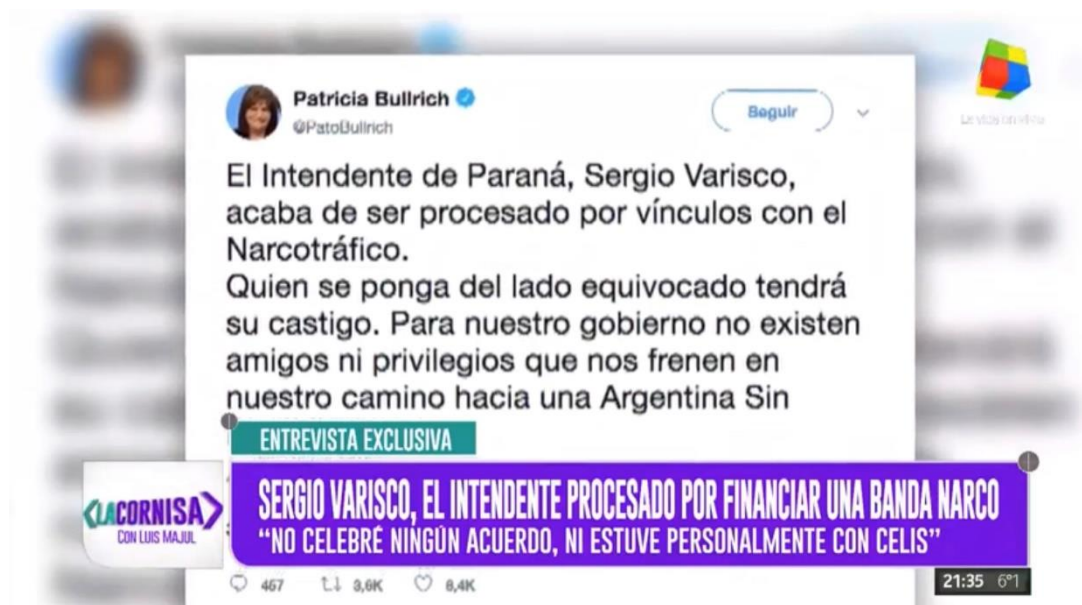 Patricia Bullrich
@PatoBullrich
Seguir
El Intendente de Paraná, Sergio Varisco,
acaba de ser procesado por vínculos con el
Narcotráfico.
Quien se ponga del lado equivocado tendrá
su castigo. Para nuestro gobierno no existen
amigos ni privilegios que nos frenen en
nuestro camino hacia una Argentina Sin
ENTREVISTA EXCLUSIVA
<LACORNISA>
CON LUIS MAJUL
SERGIO VARISCO, EL INTENDENTE PROCESADO POR FINANCIAR UNA BANDA NARCO
“NO CELEBRÉ NINGÚN ACUERDO, NI ESTUVE PERSONALMENTE CON CELIS”
467 3,6K 8,4K
21:35 6°1